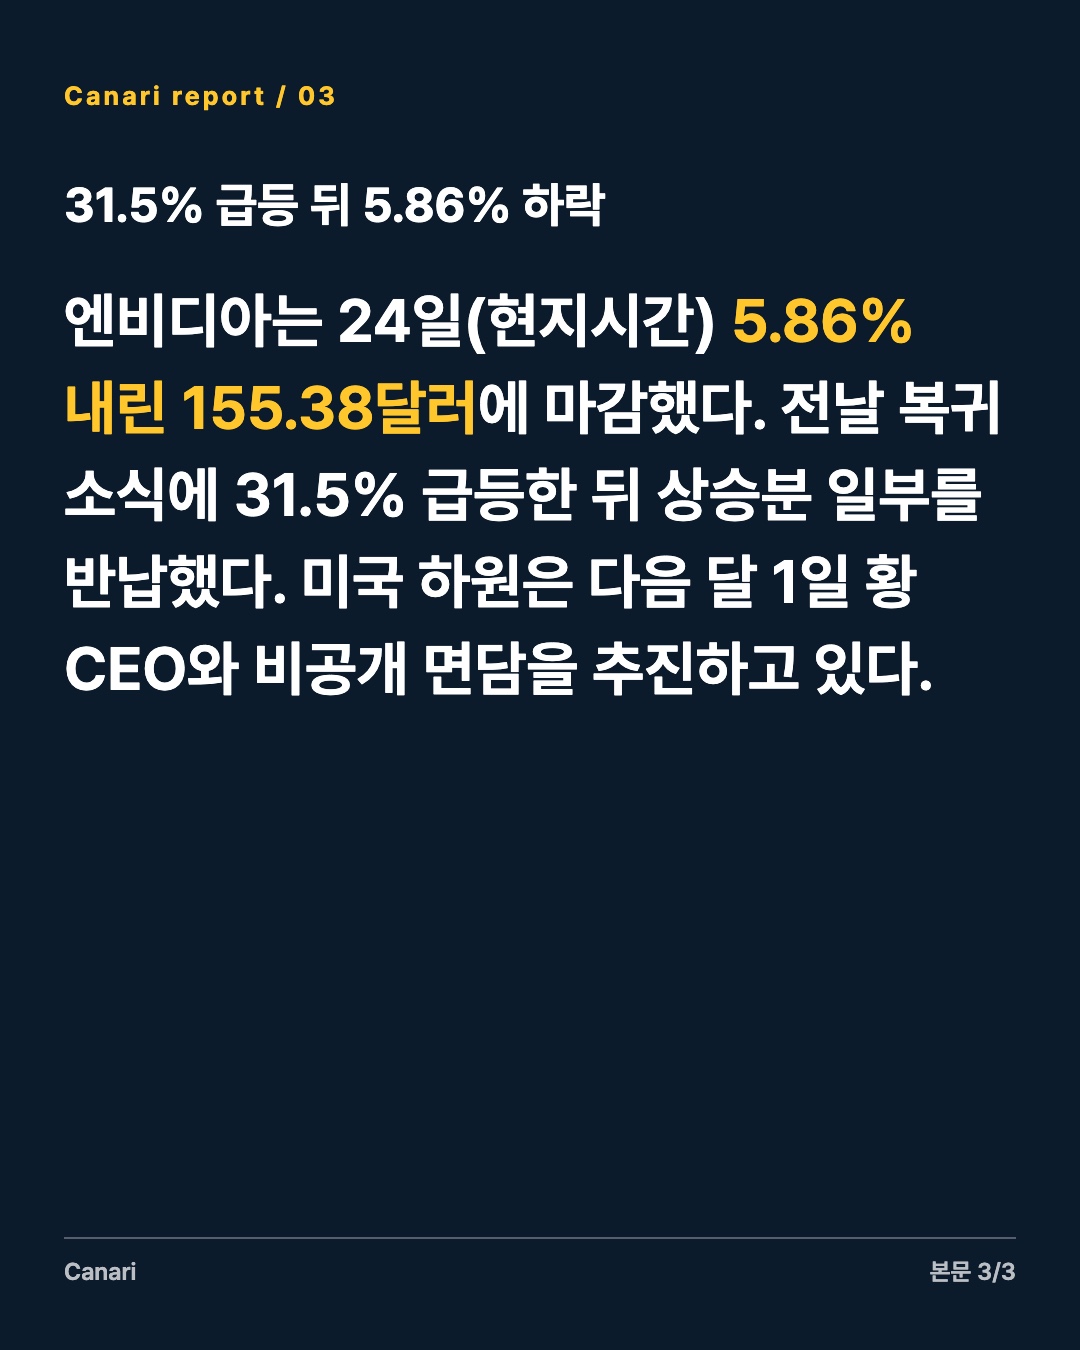 Canari report / 03
31.5% 급등 뒤 5.86% 하락
엔비디아는 24일(현지시간) 5.86%
내린 155.38달러에 마감했다. 전날 복귀
소식에 31.5% 급등한 뒤 상승분 일부를
반납했다. 미국 하원은 다음 달 1일 황
CEO와 비공개 면담을 추진하고 있다.
Canari
본문 3/3